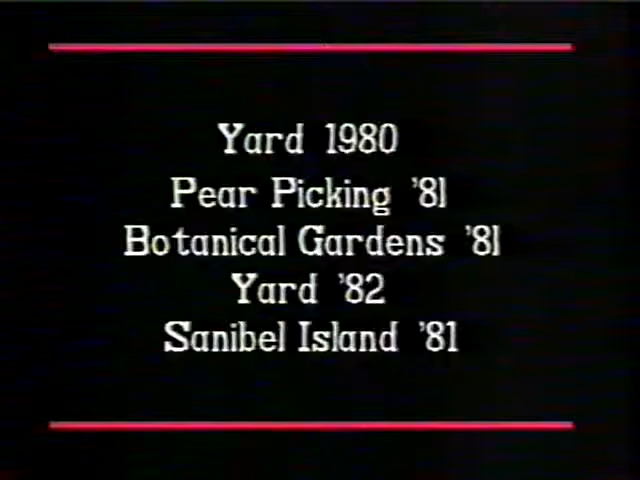 Yard 1980
Pear Picking '81
Botanical Gardens '81
Yard '82
Sanibel Island '81